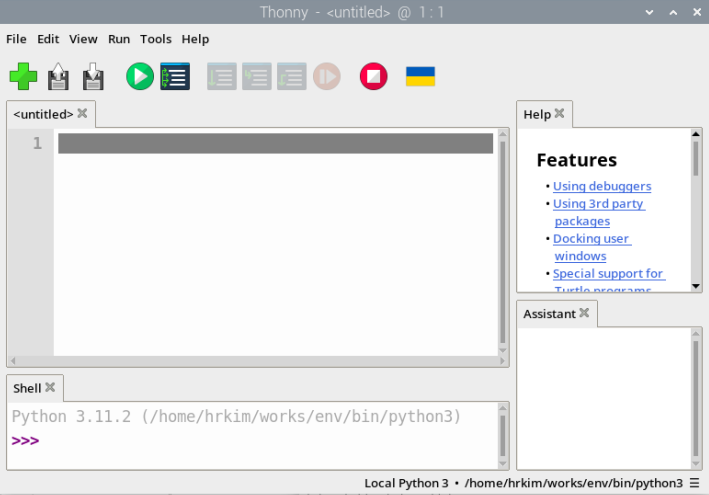 Thonny - <untitled> @ 1:1
File Edit View Run Tools Help
<untitled>
1
Help
Features
• Using debuggers
• Using 3rd party
packages
• Docking user
windows
• Special support for
Turtle programs
Assistant
Shell
Python 3.11.2 (/home/hrkim/works/env/bin/python3)
>>>
Local Python 3 • /home/hrkim/works/env/bin/python3 ☰